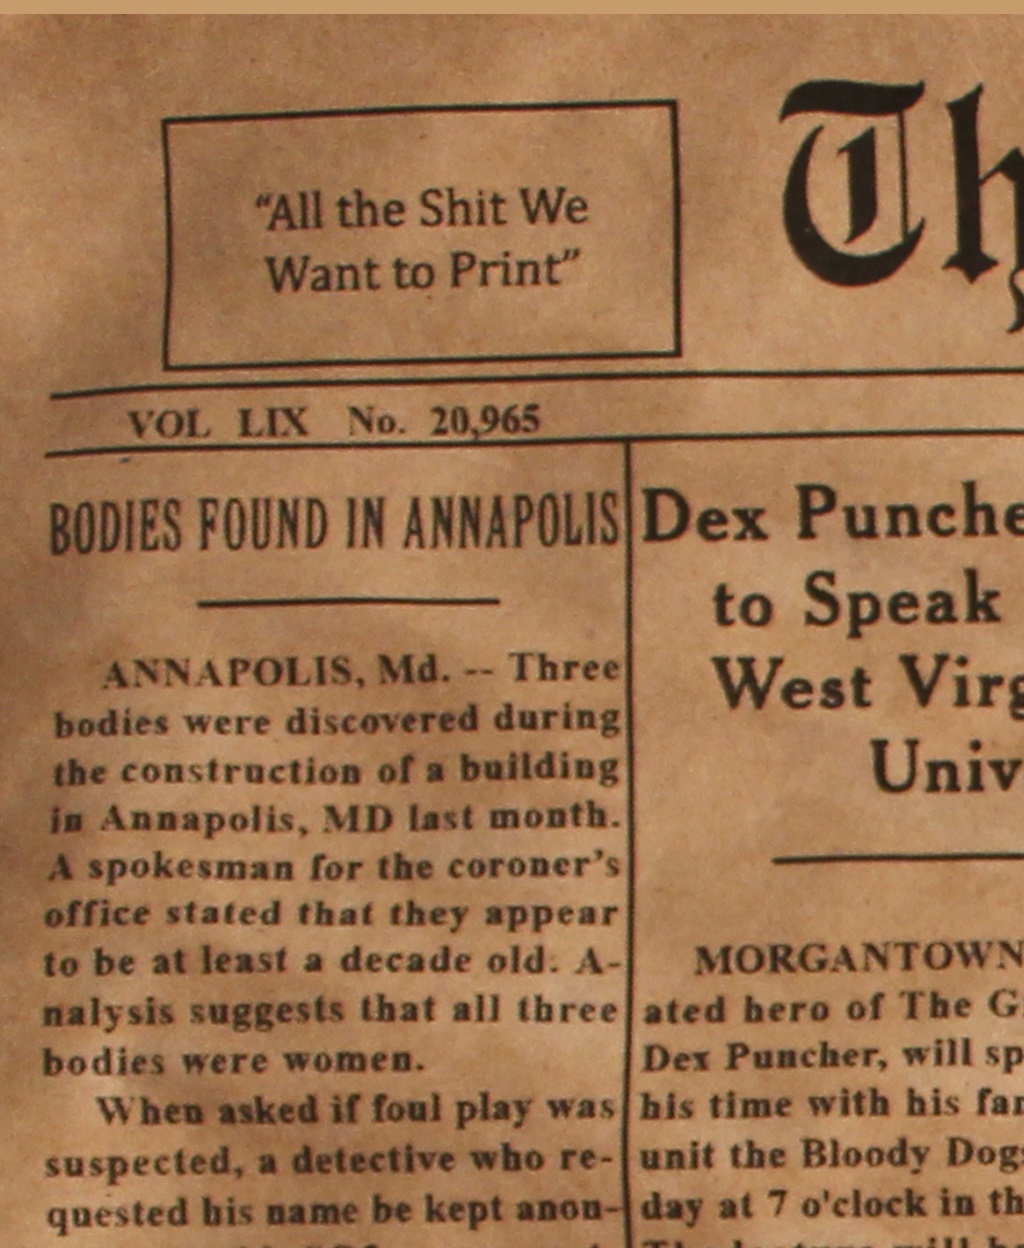 “All the Shit We
Want to Print”
Th
VOL LIX No. 20,965
BODIES FOUND IN ANNAPOLIS
ANNAPOLIS, Md. -- Three
bodies were discovered during
the construction of a building
in Annapolis, MD last month.
A spokesman for the coroner’s
office stated that they appear
to be at least a decade old. A-
nalysis suggests that all three
bodies were women.
When asked if foul play was
suspected, a detective who re-
quested his name be kept anon-
Dex Punche
to Speak
West Virg
Univ
MORGANTOWN
ated hero of The G
Dex Puncher, will sp
his time with his far
unit the Bloody Dogs
day at 7 o'clock in th